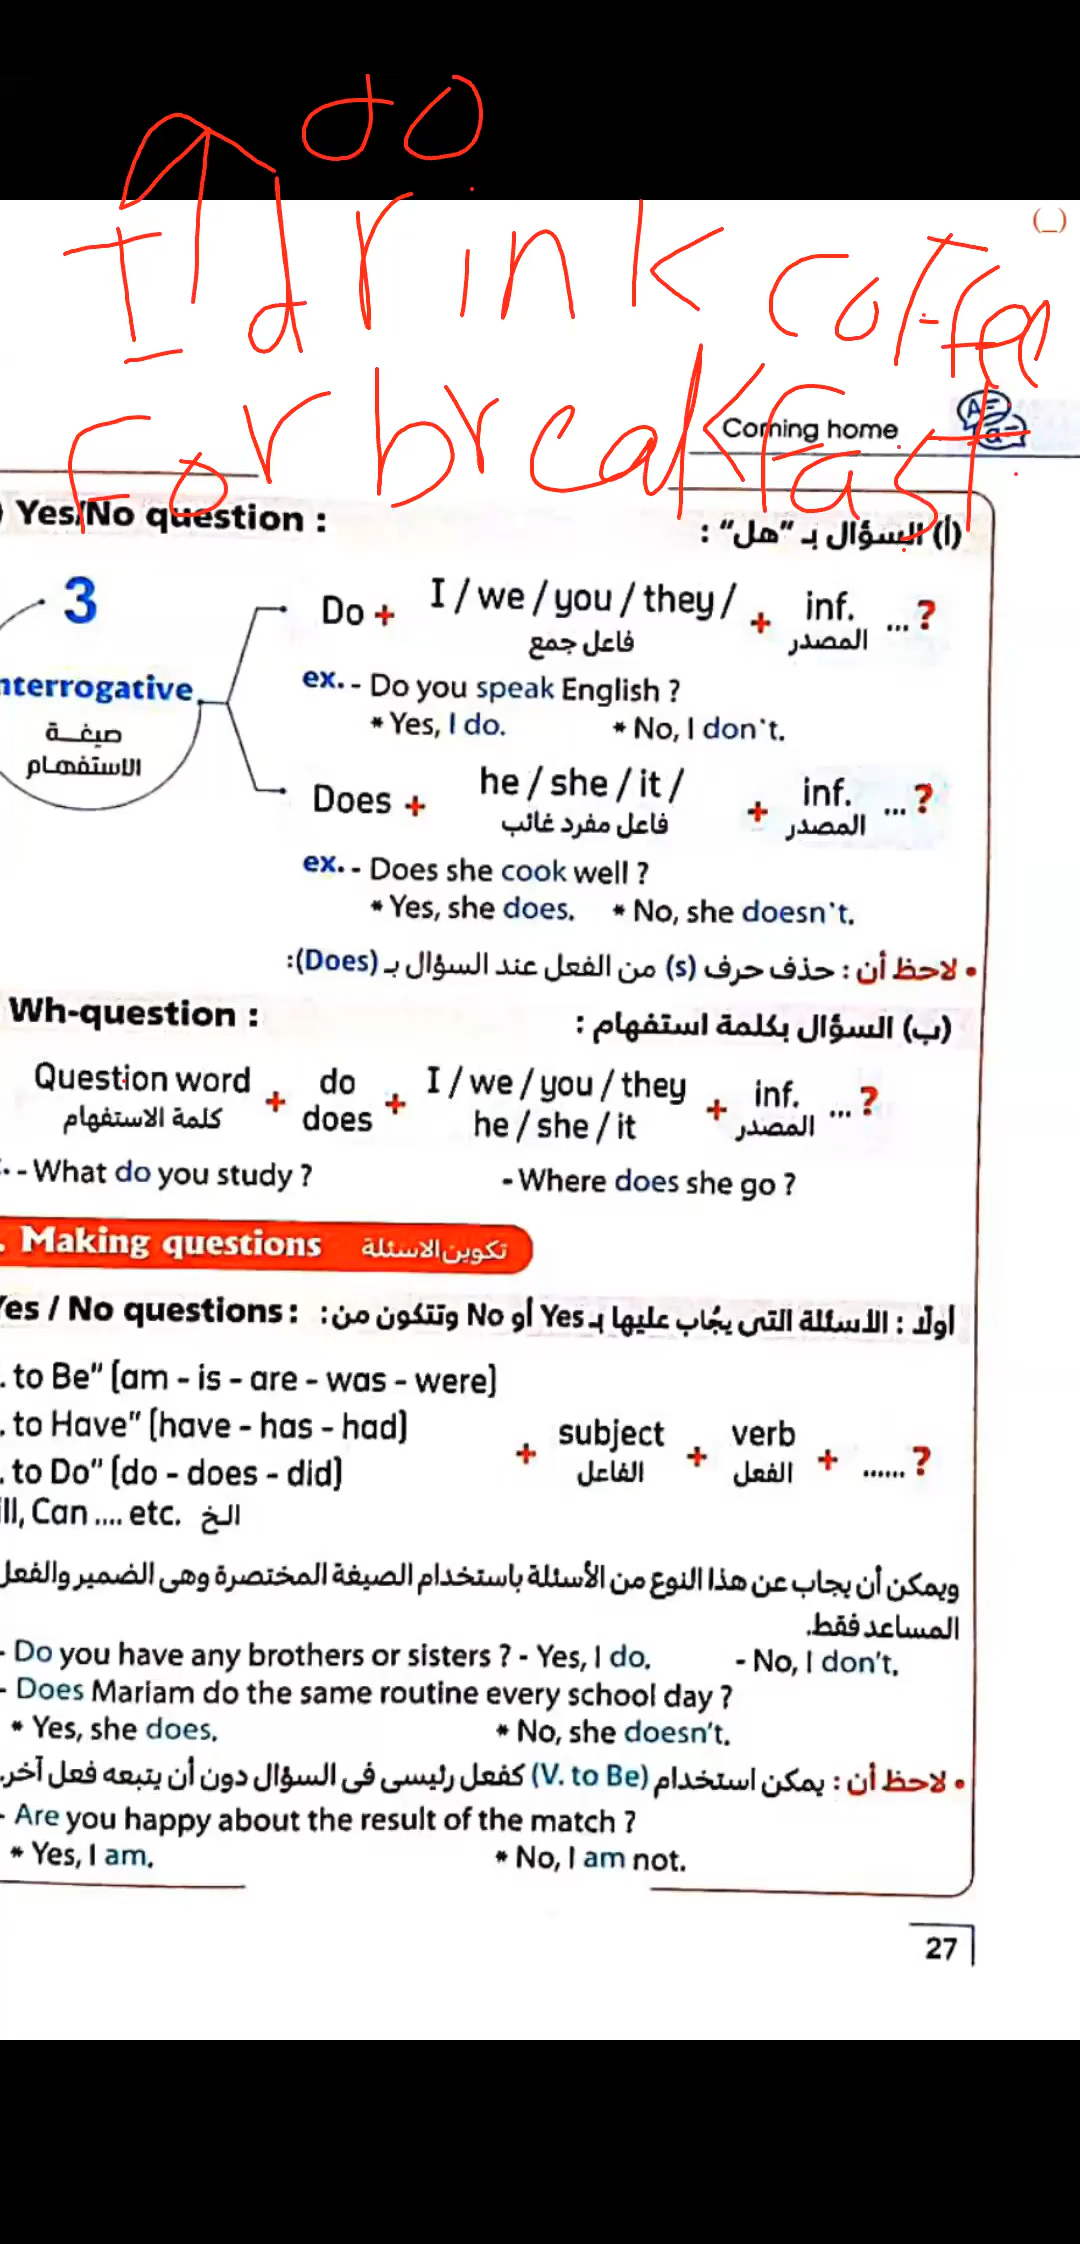 do
I drink coffee
(_)
For breakfast
Coming home
Yes/No question :
(أ) السؤال بـ "هل" :
3
nterrogative
صيغة
الاستفهام
Do + I / we / you / they / + inf. ... ?
فاعل جمع المصدر
ex. - Do you speak English ?
* Yes, I do. * No, I don't.
Does + he / she / it / + inf. ... ?
فاعل مفرد غائب المصدر
ex. - Does she cook well ?
* Yes, she does. * No, she doesn't.
• لاحظ أن : حذف حرف (s) من الفعل عند السؤال بـ (Does):
Wh-question :
(ب) السؤال بكلمة استفهام :
Question word + do + I / we / you / they + inf. ... ?
كلمة الاستفهام does he / she / it المصدر
- What do you study ? - Where does she go ?
. Making questions تكوين الاسئلة
es / No questions : أولًا : الأسئلة التى يُجاب عليها بـ Yes أو No وتتكون من:
. to Be" (am - is - are - was - were)
. to Have" (have - has - had)
. to Do" (do - does - did)
ill, Can .... etc. الخ
+ subject + verb + ...... ?
الفاعل الفعل
ويمكن أن يجاب عن هذا النوع من الأسئلة باستخدام الصيغة المختصرة وهى الضمير والفعل
المساعد فقط.
- Do you have any brothers or sisters ? - Yes, I do. - No, I don't.
- Does Mariam do the same routine every school day ?
* Yes, she does. * No, she doesn't.
• لاحظ أن : يمكن استخدام (V. to Be) كفعل رئيسى فى السؤال دون أن يتبعه فعل آخر.
- Are you happy about the result of the match ?
* Yes, I am. * No, I am not.
27